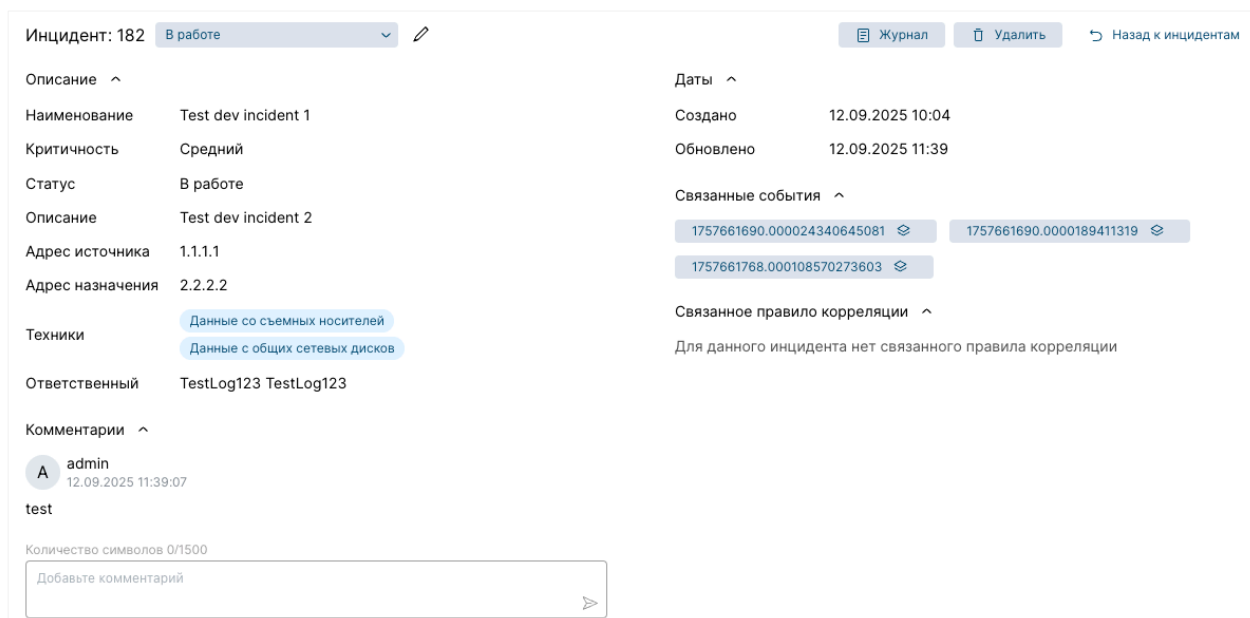 Инцидент: 182 В работе Журнал Удалить Назад к инцидентам
Описание
Наименование Test dev incident 1
Критичность Средний
Статус В работе
Описание Test dev incident 2
Адрес источника 1.1.1.1
Адрес назначения 2.2.2.2
Техники
Данные со съемных носителей
Данные с общих сетевых дисков
Ответственный TestLog123 TestLog123
Комментарии
A admin
12.09.2025 11:39:07
test
Количество символов 0/1500
Добавьте комментарий
Даты
Создано 12.09.2025 10:04
Обновлено 12.09.2025 11:39
Связанные события
1757661690.000024340645081 1757661690.0000189411319
1757661768.000108570273603
Связанное правило корреляции
Для данного инцидента нет связанного правила корреляции